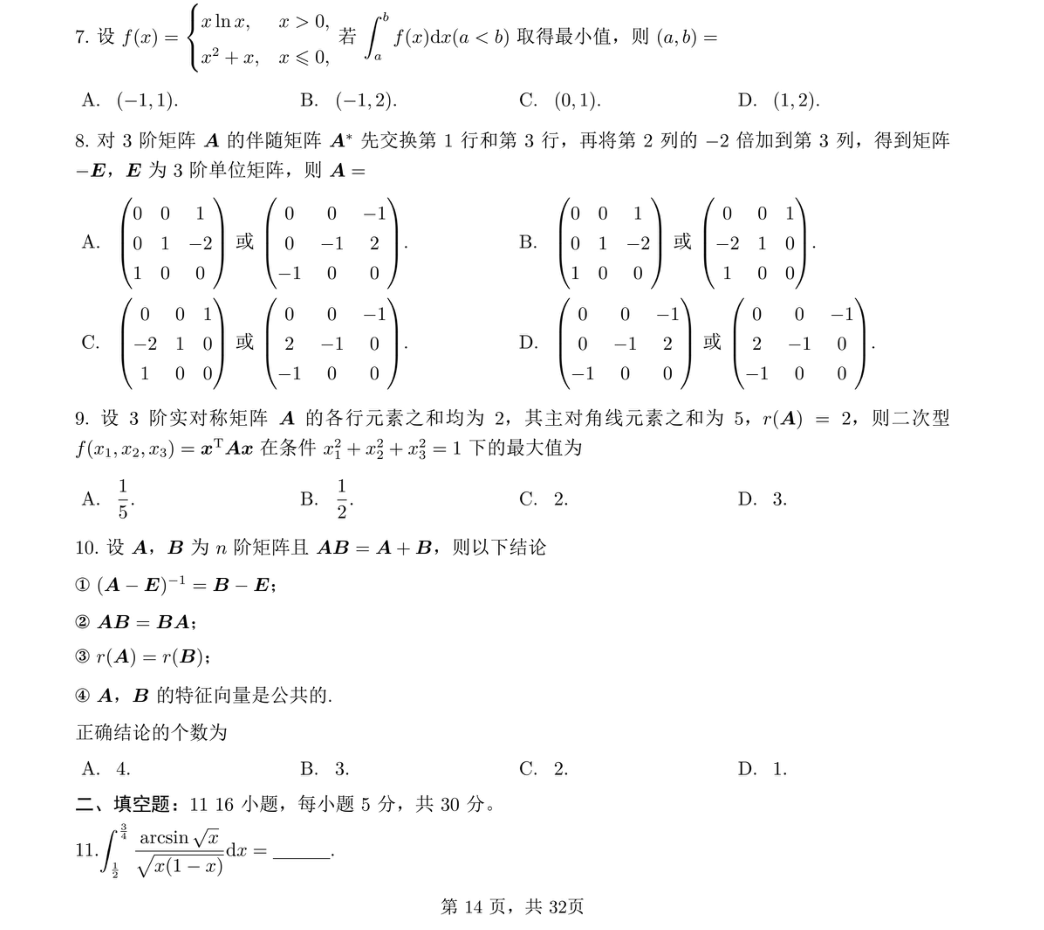 7. 设 f(x) = { x ln x, x > 0, x² + x, x ⩽ 0, 若 ∫_a^b f(x)dx(a < b) 取得最小值，则 (a, b) =
A. (−1, 1). B. (−1, 2). C. (0, 1). D. (1, 2).
8. 对 3 阶矩阵 A 的伴随矩阵 A* 先交换第 1 行和第 3 行，再将第 2 列的 −2 倍加到第 3 列，得到矩阵
−E，E 为 3 阶单位矩阵，则 A =
A. (0 0 1; 0 1 −2; 1 0 0) 或 (0 0 −1; 0 −1 2; −1 0 0). B. (0 0 1; 0 1 −2; 1 0 0) 或 (0 0 1; −2 1 0; 1 0 0).
C. (0 0 1; −2 1 0; 1 0 0) 或 (0 0 −1; 2 −1 0; −1 0 0). D. (0 0 −1; 0 −1 2; −1 0 0) 或 (0 0 −1; 2 −1 0; −1 0 0).
9. 设 3 阶实对称矩阵 A 的各行元素之和均为 2，其主对角线元素之和为 5，r(A) = 2，则二次型
f(x₁, x₂, x₃) = xᵀAx 在条件 x₁² + x₂² + x₃² = 1 下的最大值为
A. 1/5. B. 1/2. C. 2. D. 3.
10. 设 A，B 为 n 阶矩阵且 AB = A + B，则以下结论
① (A − E)⁻¹ = B − E；
② AB = BA；
③ r(A) = r(B)；
④ A，B 的特征向量是公共的.
正确结论的个数为
A. 4. B. 3. C. 2. D. 1.
二、填空题：11 16 小题，每小题 5 分，共 30 分。
11. ∫_{1/2}^{3/4} arcsin √x / √(x(1 − x)) dx = ______.
第 14 页，共 32页